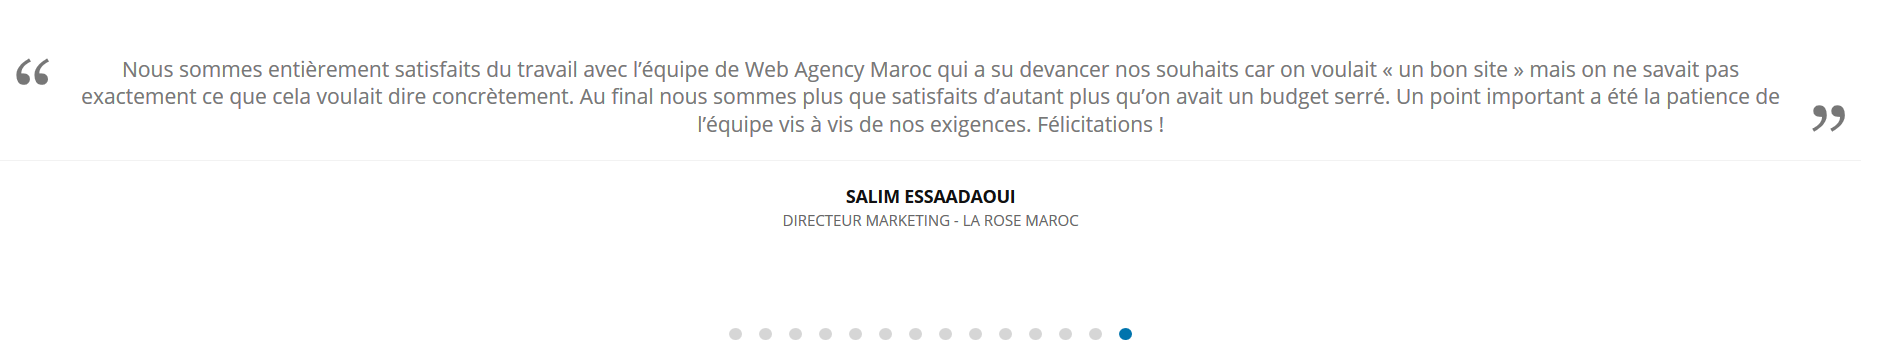 “
Nous sommes entièrement satisfaits du travail avec l’équipe de Web Agency Maroc qui a su devancer nos souhaits car on voulait « un bon site » mais on ne savait pas
exactement ce que cela voulait dire concrètement. Au final nous sommes plus que satisfaits d’autant plus qu’on avait un budget serré. Un point important a été la patience de
l’équipe vis à vis de nos exigences. Félicitations !
”
SALIM ESSAADAOUI
DIRECTEUR MARKETING - LA ROSE MAROC